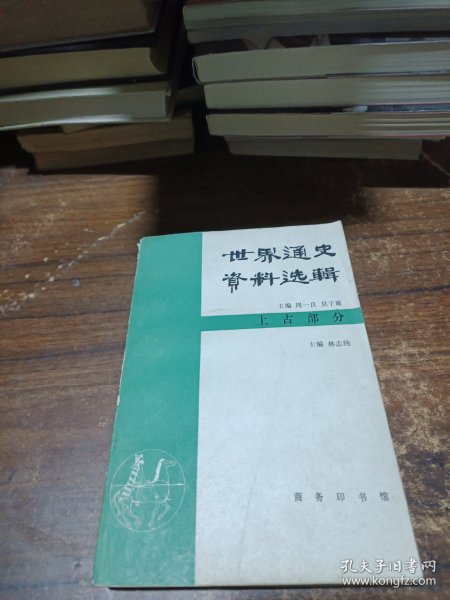 世界通史
資料选輯
主编 周一良 吴于廑
上古部分
主编 林志纯
商务印书馆
孔夫子旧书网
www.kongfz.com